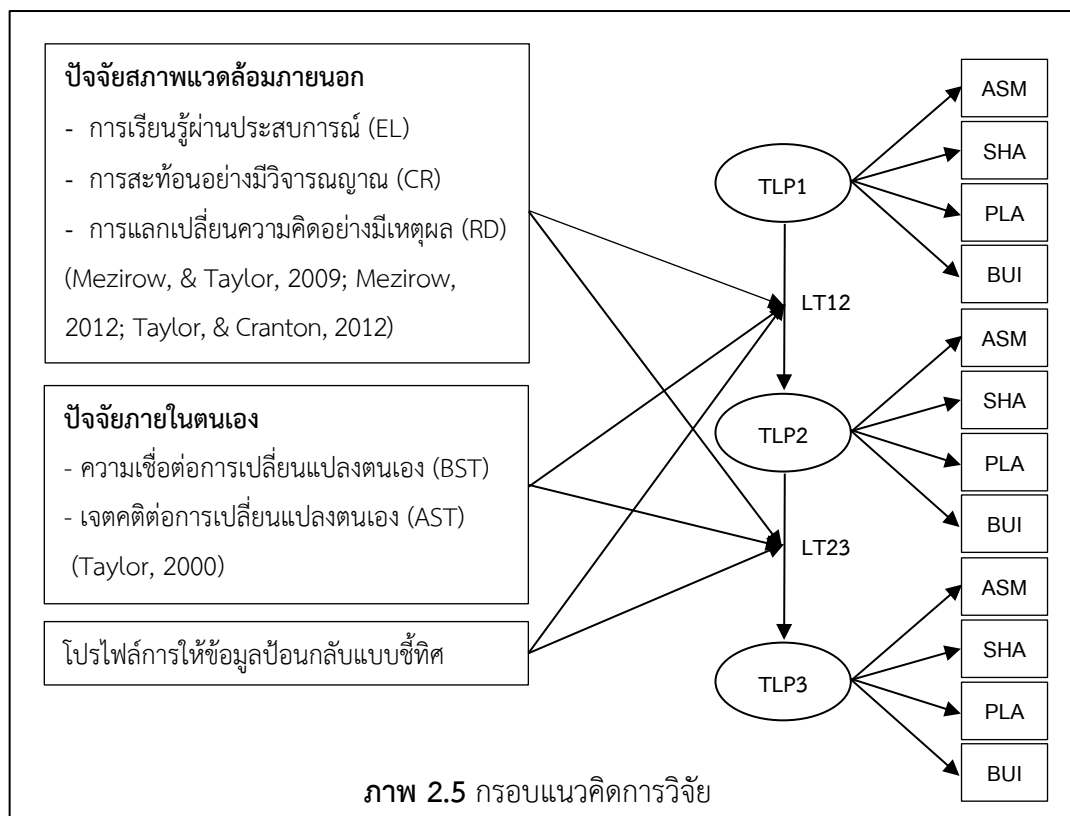 ปัจจัยสภาพแวดล้อมภายนอก
- การเรียนรู้ผ่านประสบการณ์ (EL)
- การสะท้อนอย่างมีวิจารณญาณ (CR)
- การแลกเปลี่ยนความคิดอย่างมีเหตุผล (RD)
(Mezirow, & Taylor, 2009; Mezirow,
2012; Taylor, & Cranton, 2012)
ปัจจัยภายในตนเอง
- ความเชื่อต่อการเปลี่ยนแปลงตนเอง (BST)
- เจตคติต่อการเปลี่ยนแปลงตนเอง (AST)
(Taylor, 2000)
โปรไฟล์การให้ข้อมูลป้อนกลับแบบชี้ทิศ
TLP1
LT12
TLP2
LT23
TLP3
ASM
SHA
PLA
BUI
ASM
SHA
PLA
BUI
ASM
SHA
PLA
BUI
ภาพ 2.5 กรอบแนวคิดการวิจัย